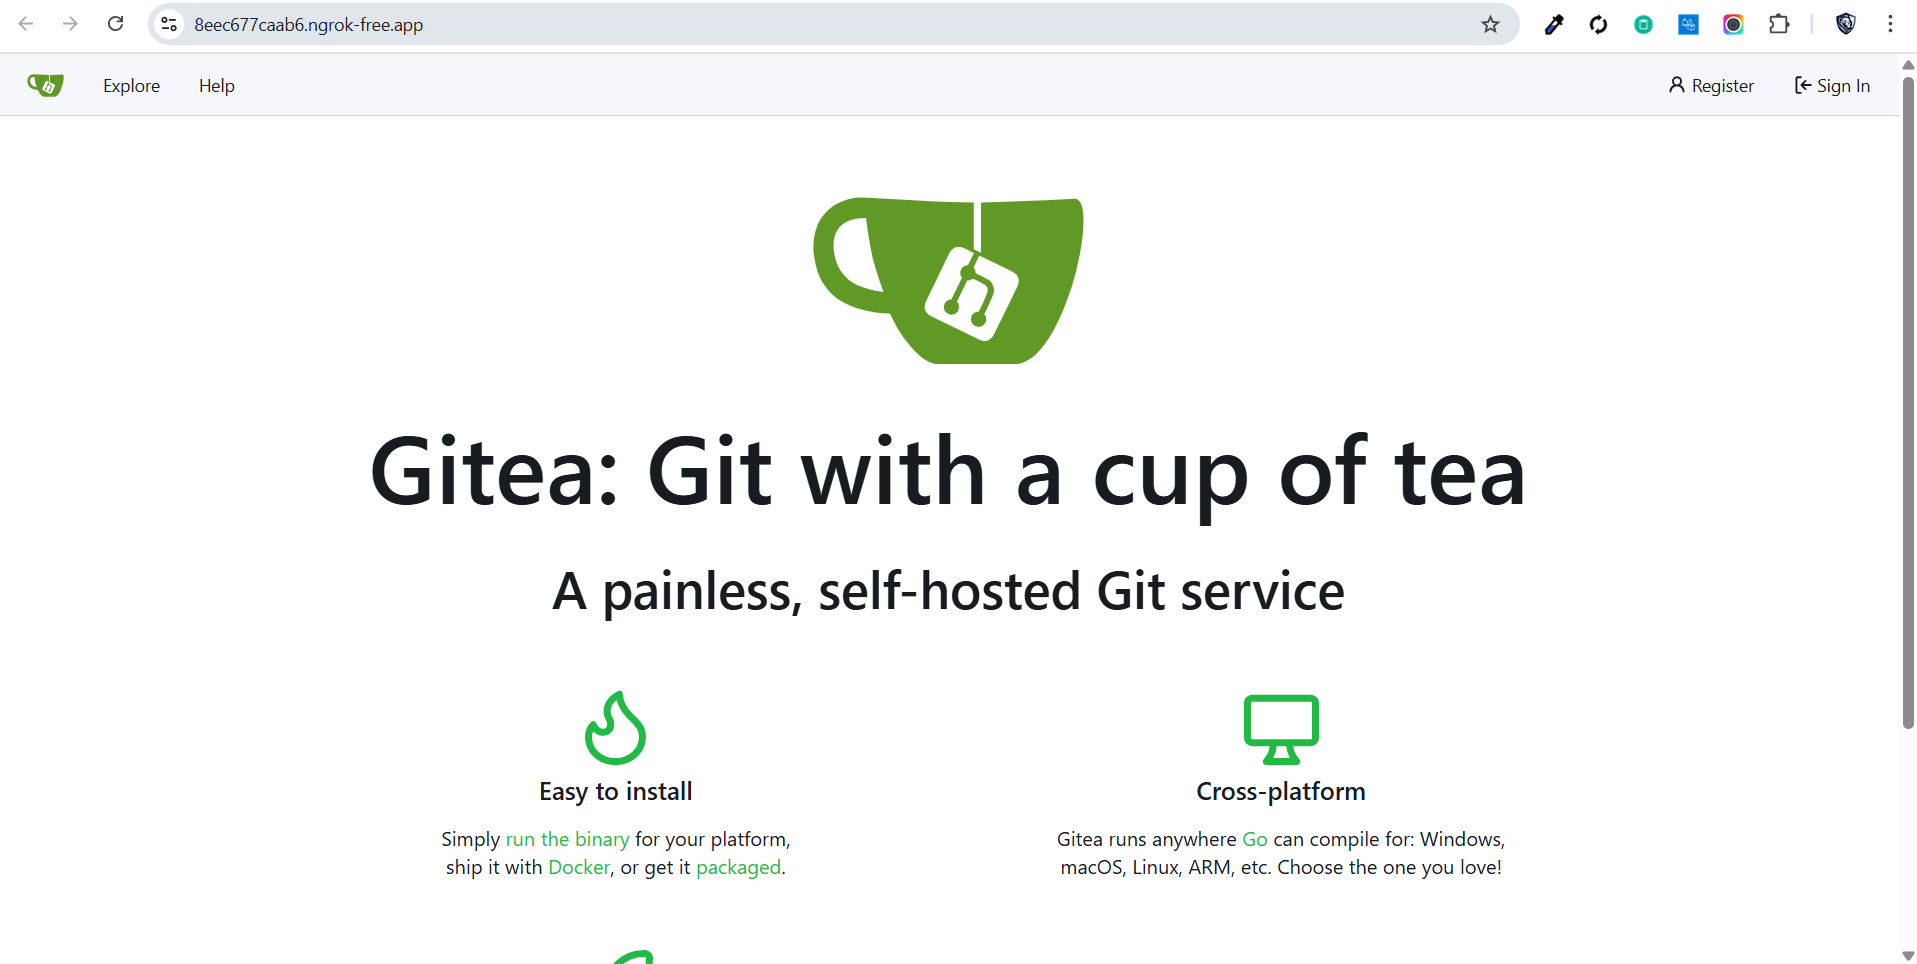 8eec677caab6.ngrok-free.app
Explore Help Register Sign In
Gitea: Git with a cup of tea
A painless, self-hosted Git service
Easy to install
Simply run the binary for your platform,
ship it with Docker, or get it packaged.
Cross-platform
Gitea runs anywhere Go can compile for: Windows,
macOS, Linux, ARM, etc. Choose the one you love!